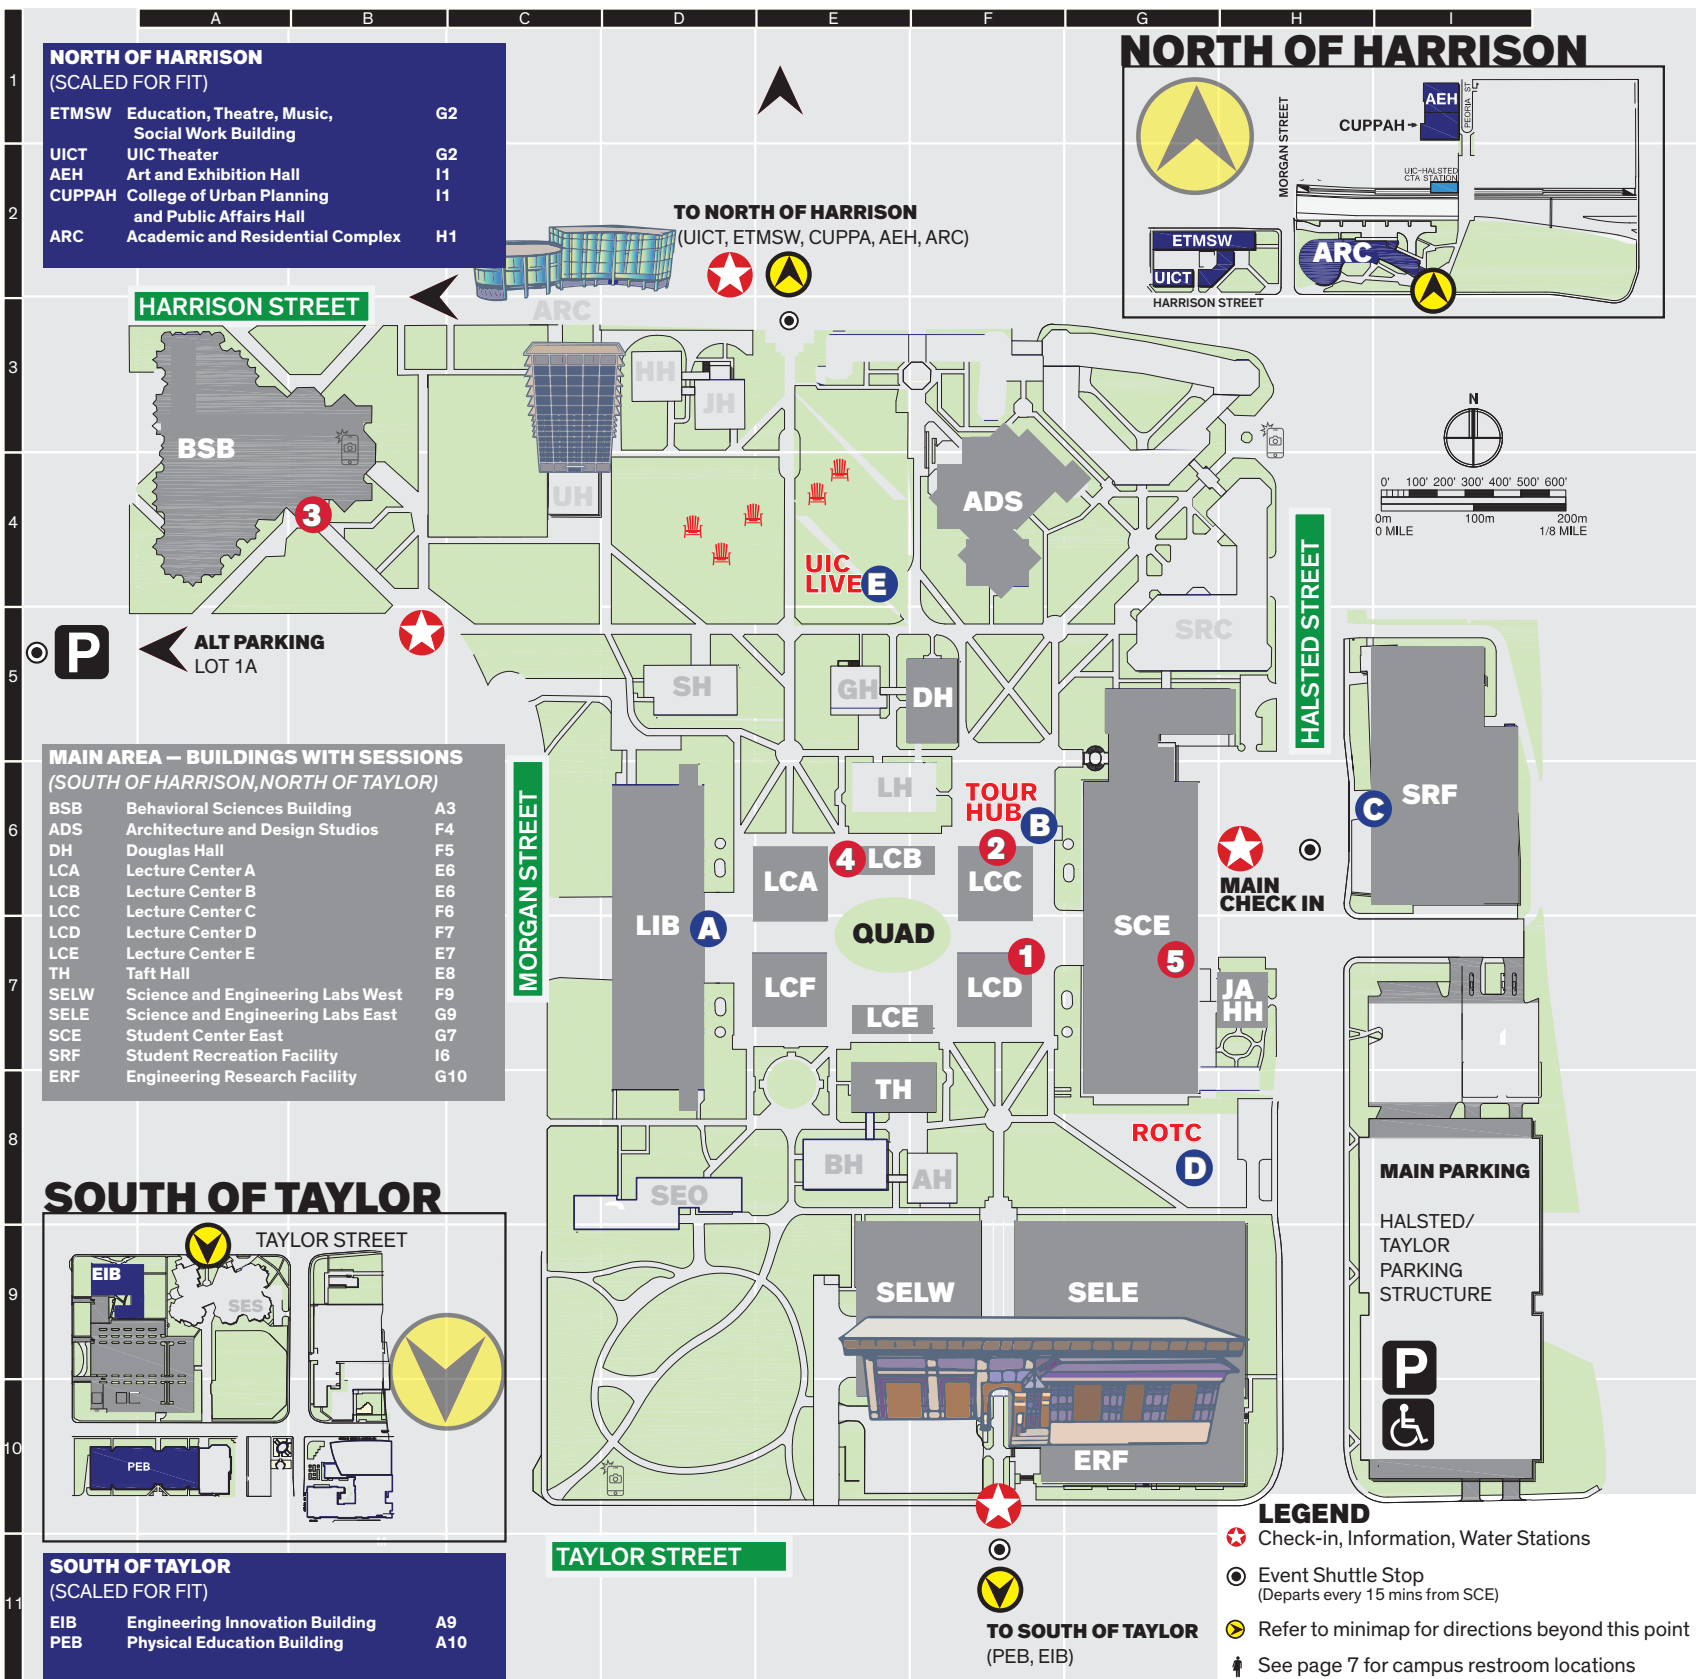 A B C D E F G H I
1
2
3
4
5
6
7
8
9
10
11
NORTH OF HARRISON
(SCALED FOR FIT)
ETMSW Education, Theatre, Music,
Social Work Building G2
UICT UIC Theater G2
AEH Art and Exhibition Hall I1
CUPPAH College of Urban Planning I1
and Public Affairs Hall
ARC Academic and Residential Complex H1
NORTH OF HARRISON
MORGAN STREET
AEH
CUPPAH
PEORIA ST
UIC-HALSTED
CTA STATION
ETMSW
UICT
ARC
HARRISON STREET
TO NORTH OF HARRISON
(UICT, ETMSW, CUPPA, AEH, ARC)
HARRISON STREET
ARC
HH
JH
BSB
3
UH
ADS
UIC
LIVE E
N
0' 100' 200' 300' 400' 500' 600'
0m 100m 200m
0 MILE 1/8 MILE
HALSTED STREET
P
ALT PARKING
LOT 1A
SH
GH
DH
SRC
SRF
C
MAIN AREA — BUILDINGS WITH SESSIONS
(SOUTH OF HARRISON,NORTH OF TAYLOR)
BSB Behavioral Sciences Building A3
ADS Architecture and Design Studios F4
DH Douglas Hall F5
LCA Lecture Center A E6
LCB Lecture Center B E6
LCC Lecture Center C F6
LCD Lecture Center D F7
LCE Lecture Center E E7
TH Taft Hall E8
SELW Science and Engineering Labs West F9
SELE Science and Engineering Labs East G9
SCE Student Center East G7
SRF Student Recreation Facility I6
ERF Engineering Research Facility G10
MORGAN STREET
LH
TOUR
HUB B
4 LCB
2
LCA
LCC
MAIN
CHECK IN
LIB A
QUAD
SCE
5
1
LCF
LCD
LCE
JA
HH
TH
BH
AH
SEO
ROTC
D
MAIN PARKING
HALSTED/
TAYLOR
PARKING
STRUCTURE
P
SELW
SELE
ERF
SOUTH OF TAYLOR
TAYLOR STREET
EIB
SES
PEB
SOUTH OF TAYLOR
(SCALED FOR FIT)
EIB Engineering Innovation Building A9
PEB Physical Education Building A10
TAYLOR STREET
TO SOUTH OF TAYLOR
(PEB, EIB)
LEGEND
Check-in, Information, Water Stations
Event Shuttle Stop
(Departs every 15 mins from SCE)
Refer to minimap for directions beyond this point
See page 7 for campus restroom locations